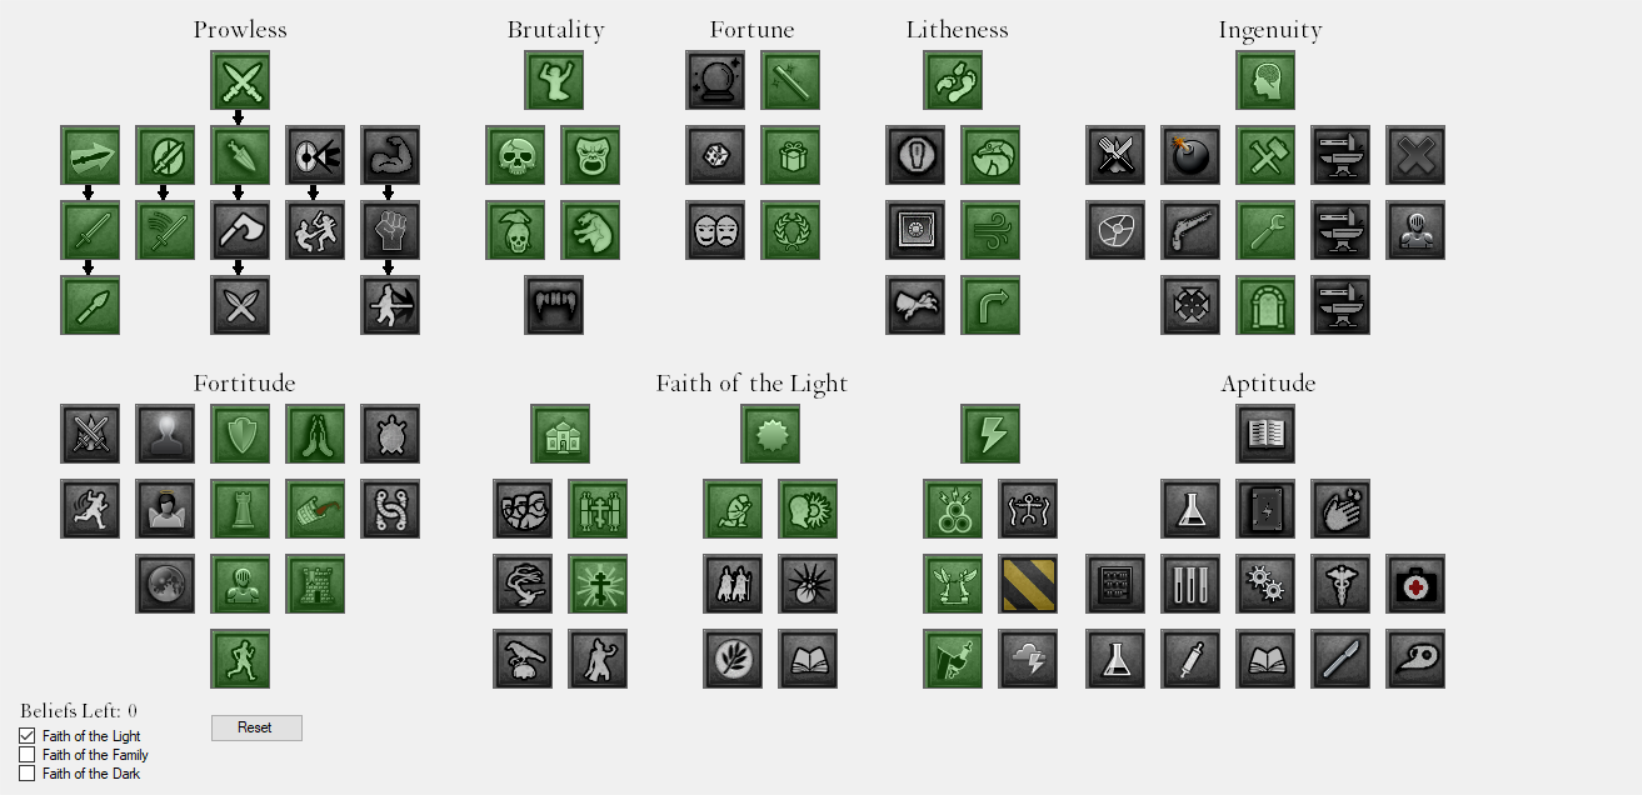 Prowless
Brutality
Fortune
Litheness
Ingenuity
Fortitude
Faith of the Light
Aptitude
Beliefs Left: 0
Reset
Faith of the Light
Faith of the Family
Faith of the Dark